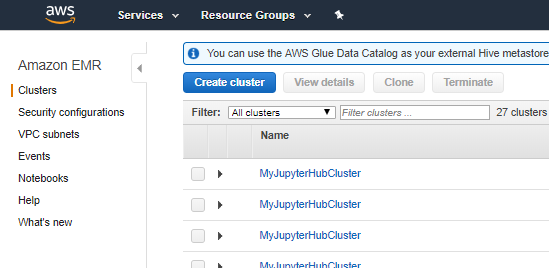 aws Services Resource Groups
Amazon EMR
Clusters
Security configurations
VPC subnets
Events
Notebooks
Help
What's new
You can use the AWS Glue Data Catalog as your external Hive metastore
Create cluster View details Clone Terminate
Filter: All clusters Filter clusters ... 27 clusters
Name
MyJupyterHubCluster
MyJupyterHubCluster
MyJupyterHubCluster
MyJupyterHubCluster